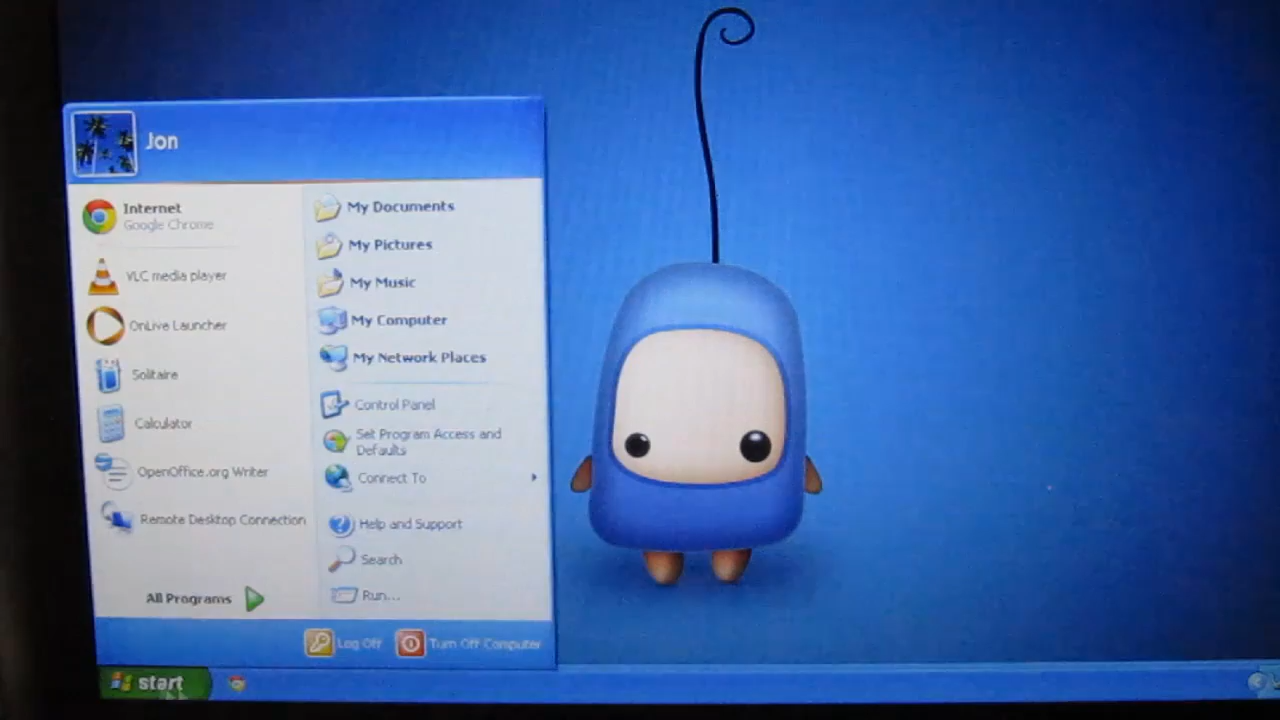 Jon
Internet
Google Chrome
VLC media player
OnLive Launcher
Solitaire
Calculator
OpenOffice.org Writer
Remote Desktop Connection
All Programs
My Documents
My Pictures
My Music
My Computer
My Network Places
Control Panel
Set Program Access and
Defaults
Connect To
Help and Support
Search
Run...
Log Off
Turn Off Computer
start